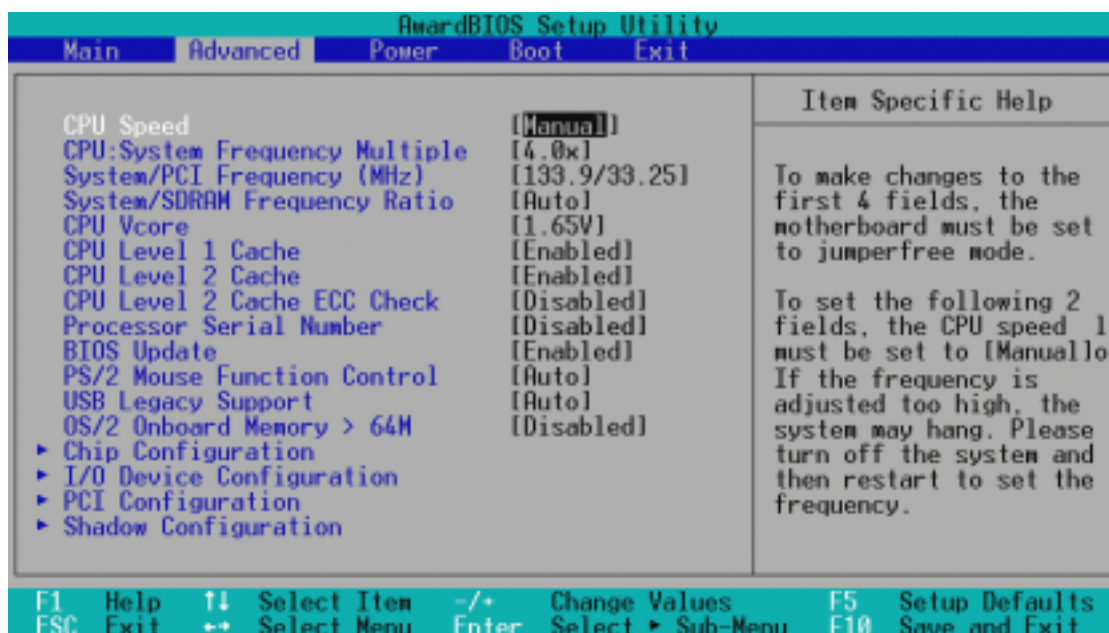 AwardBIOS Setup Utility
Main Advanced Power Boot Exit
CPU Speed [Manual]
CPU:System Frequency Multiple [4.0x]
System/PCI Frequency (MHz) [133.9/33.25]
System/SDRAM Frequency Ratio [Auto]
CPU Vcore [1.65V]
CPU Level 1 Cache [Enabled]
CPU Level 2 Cache [Enabled]
CPU Level 2 Cache ECC Check [Disabled]
Processor Serial Number [Disabled]
BIOS Update [Enabled]
PS/2 Mouse Function Control [Auto]
USB Legacy Support [Auto]
OS/2 Onboard Memory > 64M [Disabled]
Chip Configuration
I/O Device Configuration
PCI Configuration
Shadow Configuration
Item Specific Help
To make changes to the
first 4 fields, the
motherboard must be set
to jumperfree mode.
To set the following 2
fields, the CPU speed l
must be set to [Manual]o
If the frequency is
adjusted too high, the
system may hang. Please
turn off the system and
then restart to set the
frequency.
F1 Help ↑↓ Select Item -/+ Change Values F5 Setup Defaults
ESC Exit ←→ Select Menu Enter Select ► Sub-Menu F10 Save and Exit